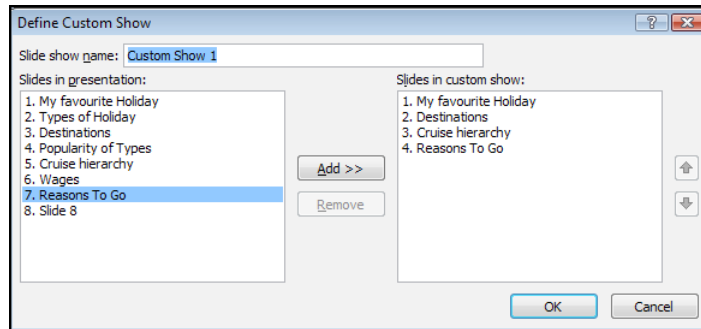 Define Custom Show
Slide show name: Custom Show 1
Slides in presentation:
1. My favourite Holiday
2. Types of Holiday
3. Destinations
4. Popularity of Types
5. Cruise hierarchy
6. Wages
7. Reasons To Go
8. Slide 8
Add >>
Remove
Slides in custom show:
1. My favourite Holiday
2. Destinations
3. Cruise hierarchy
4. Reasons To Go
OK
Cancel